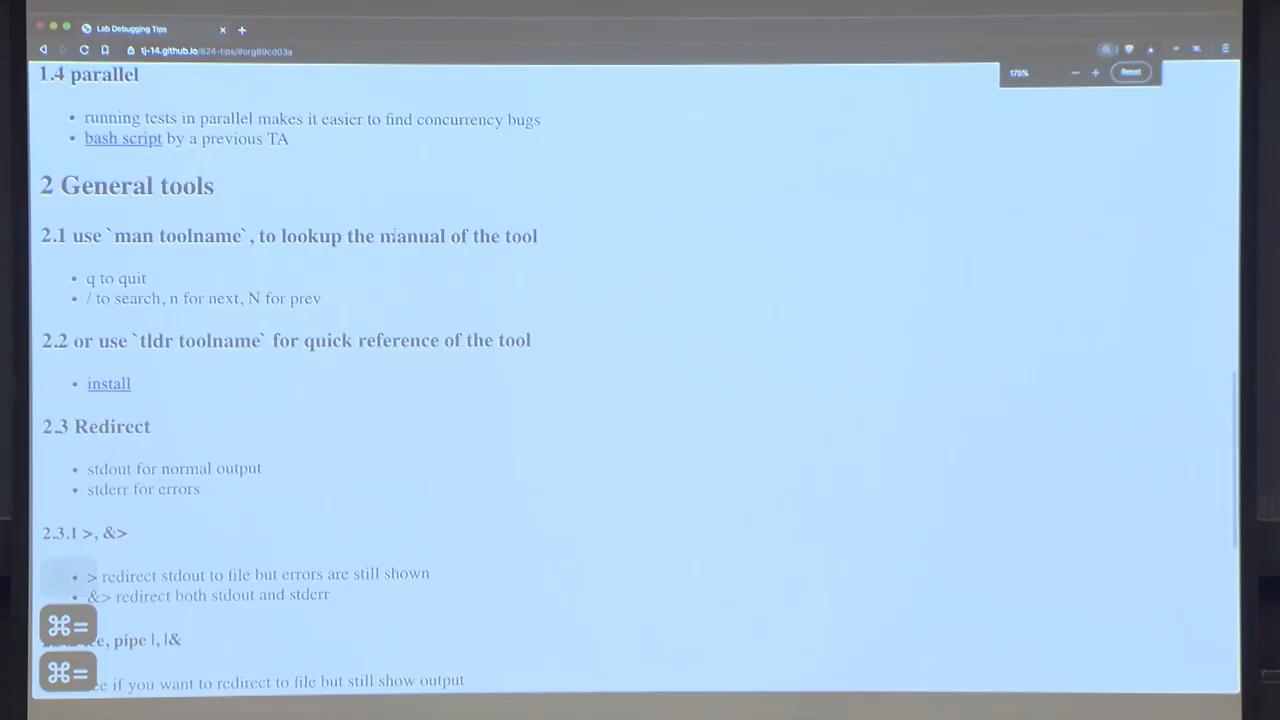 Lab Debugging Tips
tj-14.github.io/824-tips/#org69cd03a
175%
Reset
1.4 parallel
• running tests in parallel makes it easier to find concurrency bugs
• bash script by a previous TA
2 General tools
2.1 use `man toolname`, to lookup the manual of the tool
• q to quit
• / to search, n for next, N for prev
2.2 or use `tldr toolname` for quick reference of the tool
• install
2.3 Redirect
• stdout for normal output
• stderr for errors
2.3.1 >, &>
• > redirect stdout to file but errors are still shown
• &> redirect both stdout and stderr
⌘=
pipe |, |&
⌘=
if you want to redirect to file but still show output